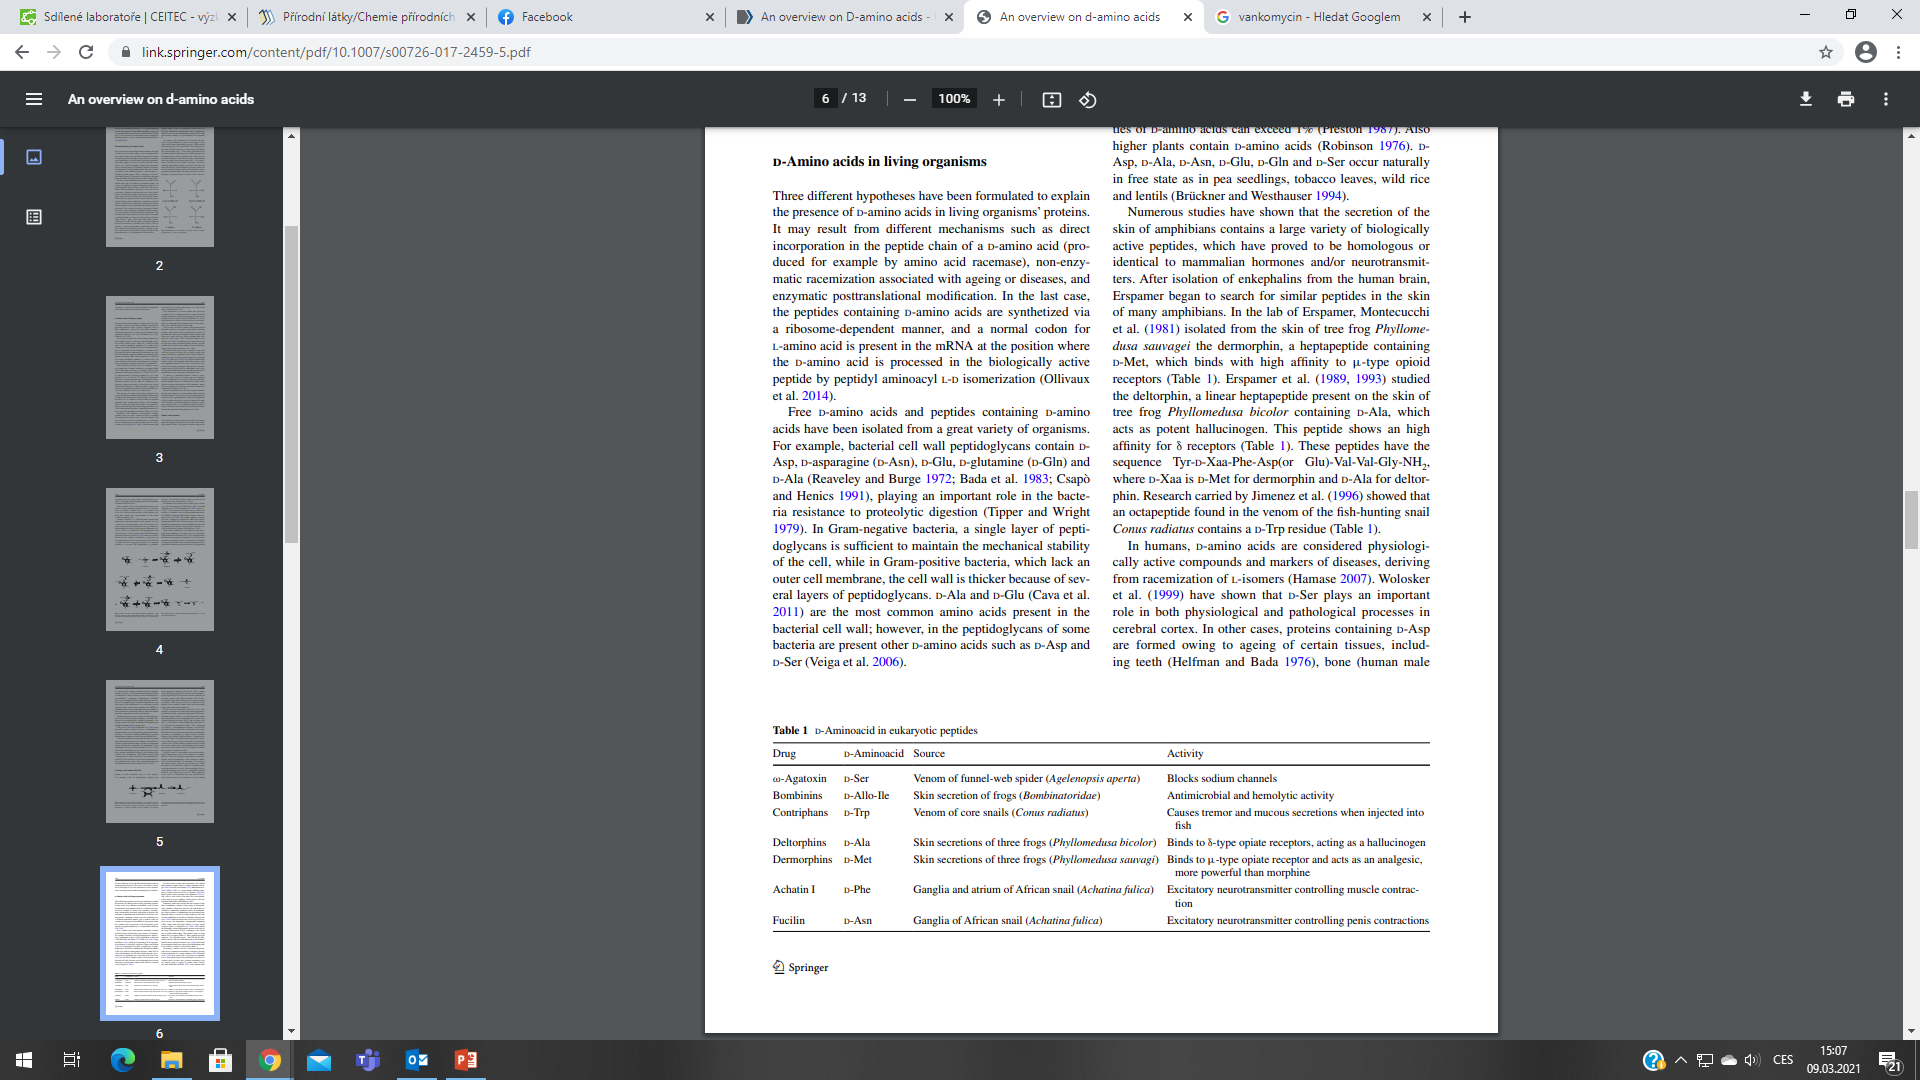 Sdílené laboratoře | CEITEC - výz
Přírodní látky/Chemie přírodních
Facebook
An overview on D-amino acids -
An overview on d-amino acids
vankomycin - Hledat Googlem
link.springer.com/content/pdf/10.1007/s00726-017-2459-5.pdf
An overview on d-amino acids
6 / 13
100%
2
3
4
5
6
D-Amino acids in living organisms
Three different hypotheses have been formulated to explain
the presence of D-amino acids in living organisms' proteins.
It may result from different mechanisms such as direct
incorporation in the peptide chain of a D-amino acid (pro-
duced for example by amino acid racemase), non-enzy-
matic racemization associated with ageing or diseases, and
enzymatic posttranslational modification. In the last case,
the peptides containing D-amino acids are synthetized via
a ribosome-dependent manner, and a normal codon for
L-amino acid is present in the mRNA at the position where
the D-amino acid is processed in the biologically active
peptide by peptidyl aminoacyl L-D isomerization (Ollivaux
et al. 2014).
Free D-amino acids and peptides containing D-amino
acids have been isolated from a great variety of organisms.
For example, bacterial cell wall peptidoglycans contain D-
Asp, D-asparagine (D-Asn), D-Glu, D-glutamine (D-Gln) and
D-Ala (Reaveley and Burge 1972; Bada et al. 1983; Csapò
and Henics 1991), playing an important role in the bacte-
ria resistance to proteolytic digestion (Tipper and Wright
1979). In Gram-negative bacteria, a single layer of pepti-
doglycans is sufficient to maintain the mechanical stability
of the cell, while in Gram-positive bacteria, which lack an
outer cell membrane, the cell wall is thicker because of sev-
eral layers of peptidoglycans. D-Ala and D-Glu (Cava et al.
2011) are the most common amino acids present in the
bacterial cell wall; however, in the peptidoglycans of some
bacteria are present other D-amino acids such as D-Asp and
D-Ser (Veiga et al. 2006).
ties of D-amino acids can exceed 1% (Preston 1987). Also
higher plants contain D-amino acids (Robinson 1976). D-
Asp, D-Ala, D-Asn, D-Glu, D-Gln and D-Ser occur naturally
in free state as in pea seedlings, tobacco leaves, wild rice
and lentils (Brückner and Westhauser 1994).
Numerous studies have shown that the secretion of the
skin of amphibians contains a large variety of biologically
active peptides, which have proved to be homologous or
identical to mammalian hormones and/or neurotransmit-
ters. After isolation of enkephalins from the human brain,
Erspamer began to search for similar peptides in the skin
of many amphibians. In the lab of Erspamer, Montecucchi
et al. (1981) isolated from the skin of tree frog Phyllome-
dusa sauvagei the dermorphin, a heptapeptide containing
D-Met, which binds with high affinity to μ-type opioid
receptors (Table 1). Erspamer et al. (1989, 1993) studied
the deltorphin, a linear heptapeptide present on the skin of
tree frog Phyllomedusa bicolor containing D-Ala, which
acts as potent hallucinogen. This peptide shows an high
affinity for δ receptors (Table 1). These peptides have the
sequence Tyr-D-Xaa-Phe-Asp(or Glu)-Val-Val-Gly-NH₂,
where D-Xaa is D-Met for dermorphin and D-Ala for deltor-
phin. Research carried by Jimenez et al. (1996) showed that
an octapeptide found in the venom of the fish-hunting snail
Conus radiatus contains a D-Trp residue (Table 1).
In humans, D-amino acids are considered physiologi-
cally active compounds and markers of diseases, deriving
from racemization of L-isomers (Hamase 2007). Wolosker
et al. (1999) have shown that D-Ser plays an important
role in both physiological and pathological processes in
cerebral cortex. In other cases, proteins containing D-Asp
are formed owing to ageing of certain tissues, includ-
ing teeth (Helfman and Bada 1976), bone (human male
Table 1 D-Aminoacid in eukaryotic peptides
Drug D-Aminoacid Source Activity
ω-Agatoxin D-Ser Venom of funnel-web spider (Agelenopsis aperta) Blocks sodium channels
Bombinins D-Allo-Ile Skin secretion of frogs (Bombinatoridae) Antimicrobial and hemolytic activity
Contriphans D-Trp Venom of core snails (Conus radiatus) Causes tremor and mucous secretions when injected into
fish
Deltorphins D-Ala Skin secretions of three frogs (Phyllomedusa bicolor) Binds to δ-type opiate receptors, acting as a hallucinogen
Dermorphins D-Met Skin secretions of three frogs (Phyllomedusa sauvagi) Binds to μ-type opiate receptor and acts as an analgesic,
more powerful than morphine
Achatin I D-Phe Ganglia and atrium of African snail (Achatina fulica) Excitatory neurotransmitter controlling muscle contrac-
tion
Fucilin D-Asn Ganglia of African snail (Achatina fulica) Excitatory neurotransmitter controlling penis contractions
Springer
CES
15:07
09.03.2021
21